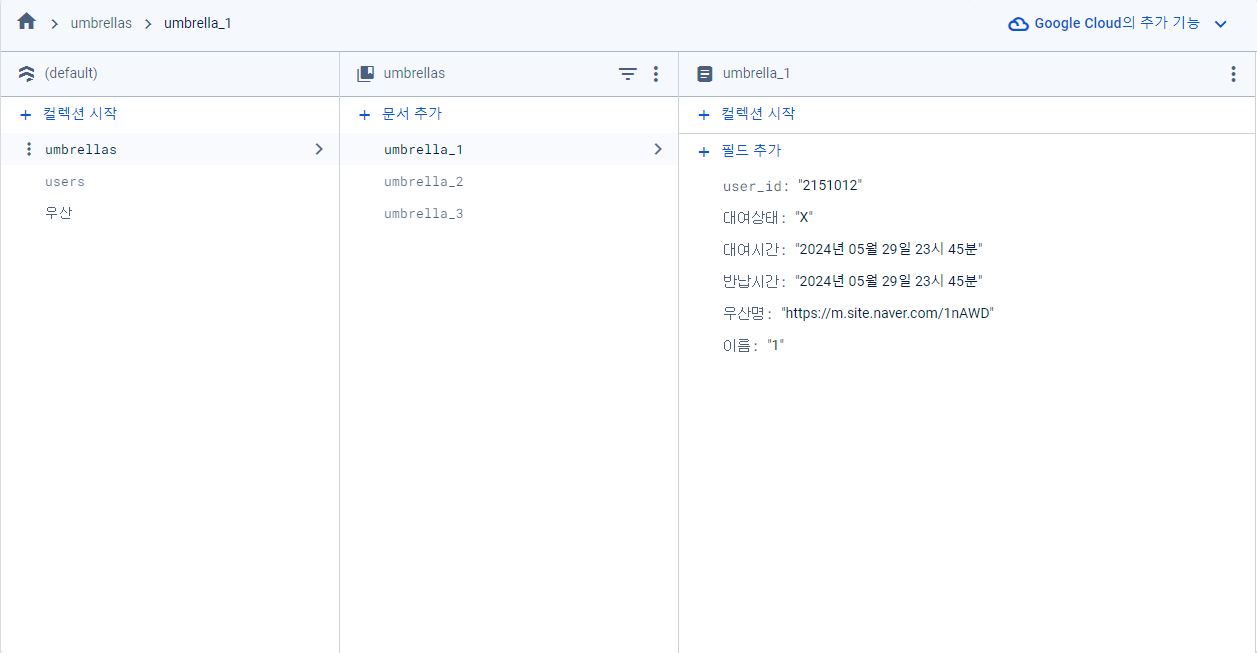 umbrellas umbrella_1 Google Cloud의 추가 기능
(default)
컬렉션 시작
umbrellas
users
우산
umbrellas
문서 추가
umbrella_1
umbrella_2
umbrella_3
umbrella_1
컬렉션 시작
필드 추가
user_id: "2151012"
대여상태: "X"
대여시간: "2024년 05월 29일 23시 45분"
반납시간: "2024년 05월 29일 23시 45분"
우산명: "https://m.site.naver.com/1nAWD"
이름: "1"